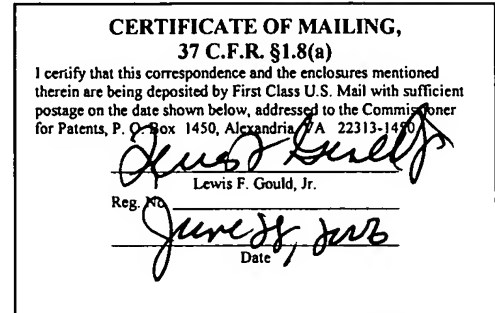 CERTIFICATE OF MAILING,
37 C.F.R. §1.8(a)
I certify that this correspondence and the enclosures mentioned
therein are being deposited by First Class U.S. Mail with sufficient
postage on the date shown below, addressed to the Commissioner
for Patents, P. O. Box 1450, Alexandria, VA 22313-1450
Lewis F. Gould, Jr.
Reg. No.
June
Date